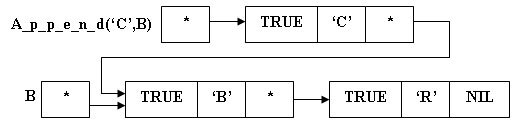 A_p_p_e_n_d(‘C’,B) * TRUE ‘C’ *
B * TRUE ‘B’ * TRUE ‘R’ NIL